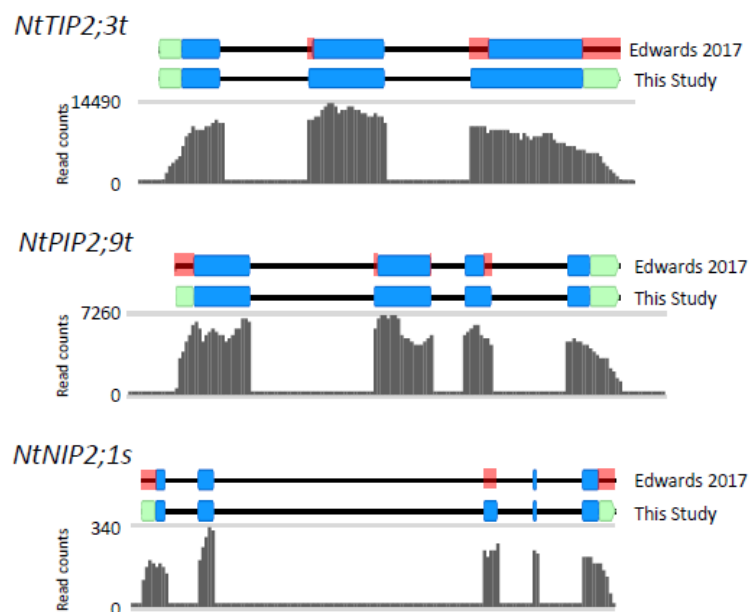 NtTIP2;3t
Edwards 2017
This Study
14490
Read counts
0
NtPIP2;9t
Edwards 2017
This Study
7260
Read counts
0
NtNIP2;1s
Edwards 2017
This Study
340
Read counts
0